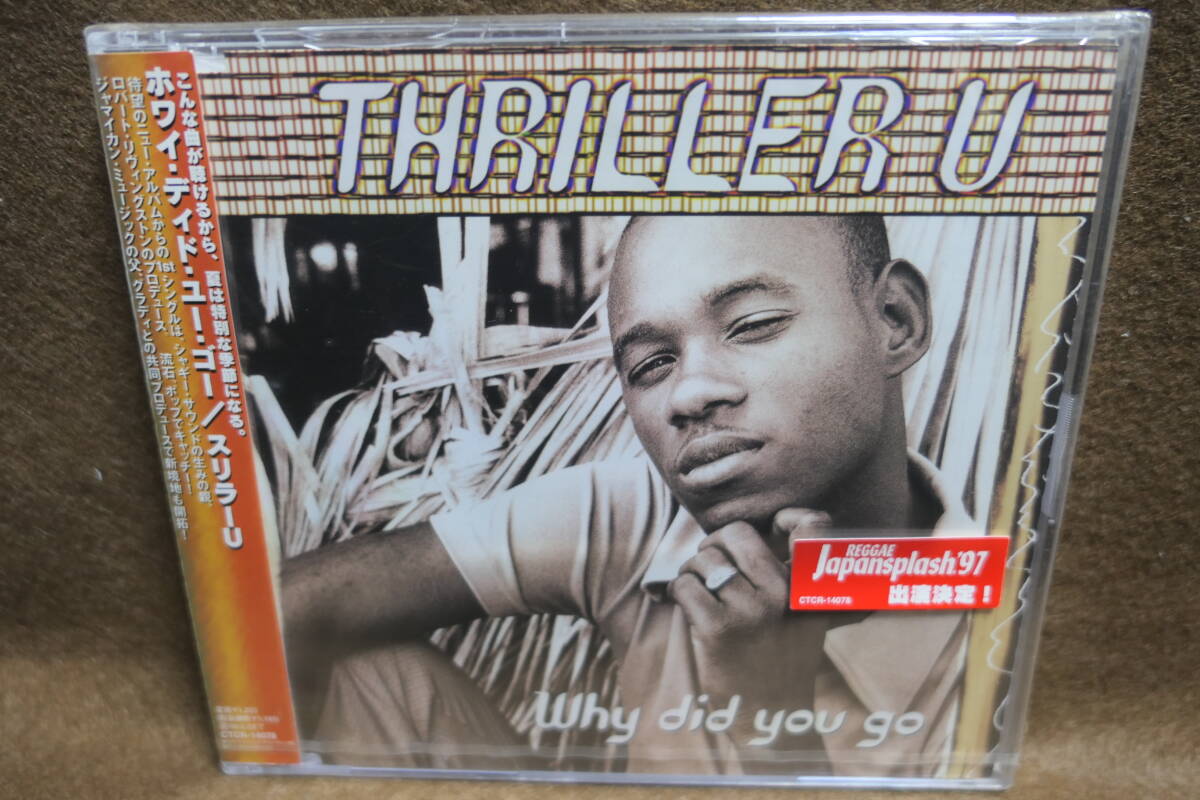 THRILLER U
こんな曲が聴けるから、夏は特別な季節になる。
ホワイ・ディド・ユー・ゴー/スリラーU
待望のニュー・アルバムからの1stシングルは、シャギー・サウンドの生みの親、
ロバート・リヴィングストンのプロデュース、流石、ポップでキャッチー!
ジャマイカン・ミュージックの父、グラディとの共同プロデュースで新境地も開拓!
CTCR-14078
REGGAE
Japansplash '97
CTCR-14078 出演決定!
Why did you go